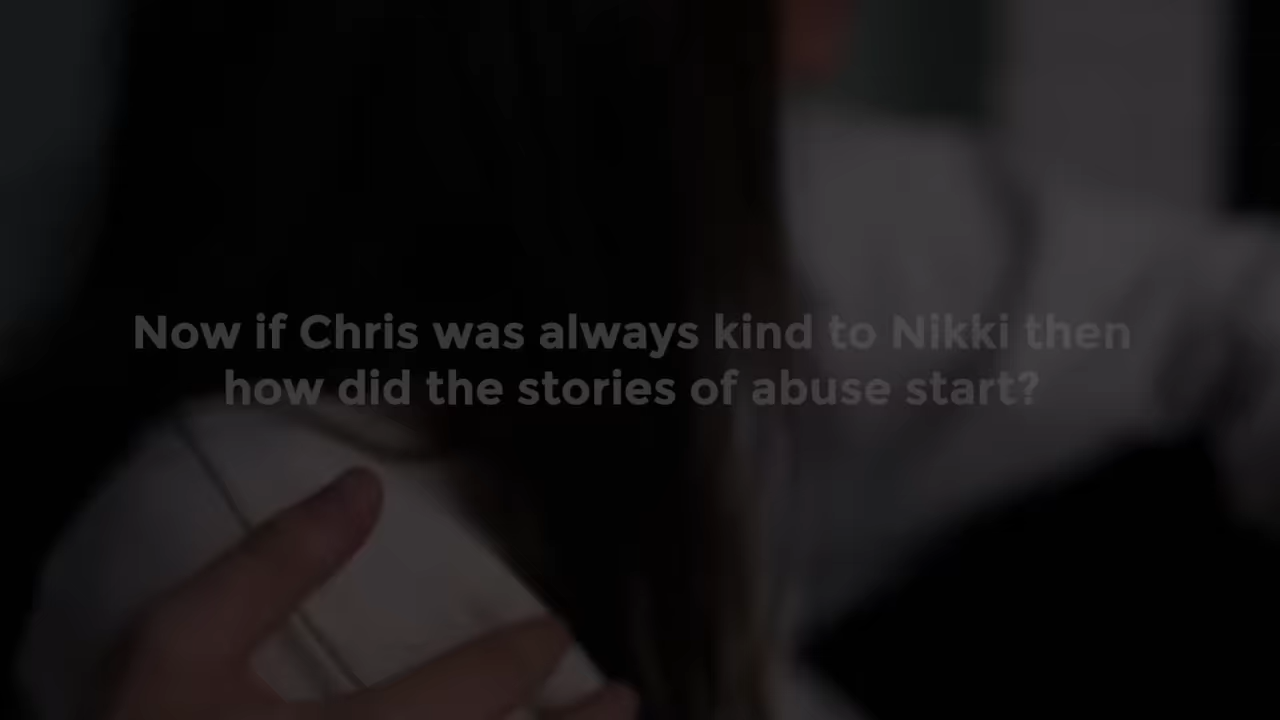 Now if Chris was always kind to Nikki then
how did the stories of abuse start?